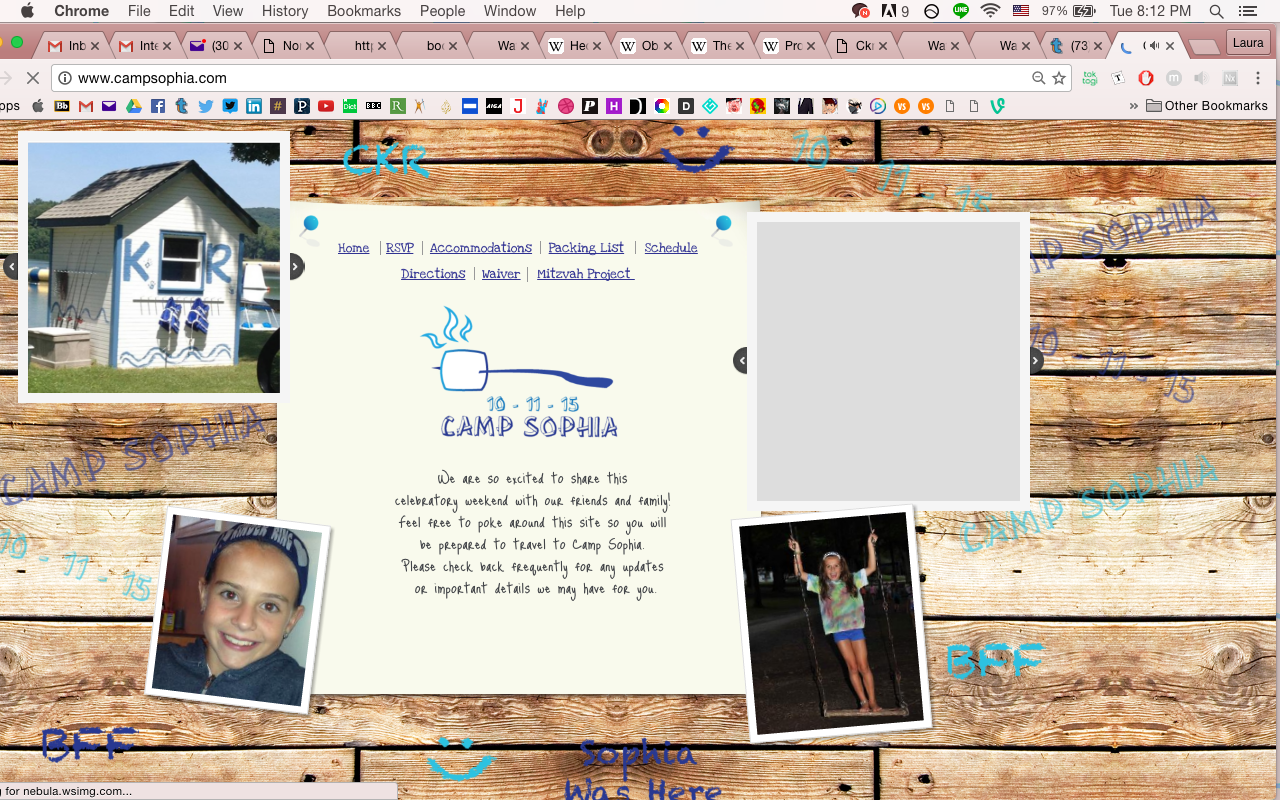 Chrome File Edit View History Bookmarks People Window Help 9 97% Tue 8:12 PM
Inb Int (30 Nor http boo Wa Hea Ob The Pro Ckr Wa Wa (73) ( Laura
www.campsophia.com
pps Bb Other Bookmarks
CKR
10 - 11 - 15
CAMP SOPHIA
K R
Home | RSVP | Accommodations | Packing List | Schedule
Directions | Waiver | Mitzvah Project
10 - 11 - 15
10 - 11 - 15
CAMP SOPHIA
CAMP SOPHIA
We are so excited to share this
celebratory weekend with our friends and family!
Feel free to poke around this site so you will
be prepared to travel to Camp Sophia.
Please check back frequently for any updates
or important details we may have for you.
CAMP SOPHIA
10 - 11 - 15
BFF
BFF
Sophia
Was Here
g for nebula.wsimg.com...